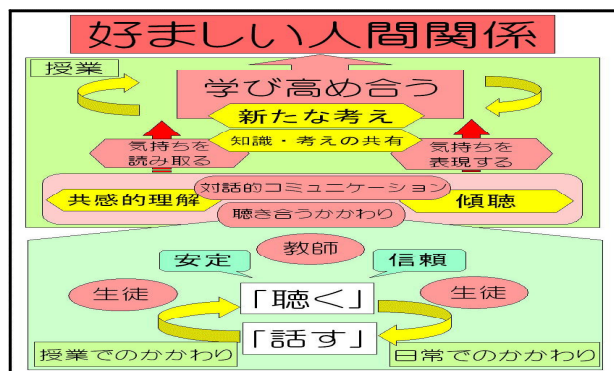 好ましい人間関係
授業
学び高め合う
新たな考え
知識・考えの共有
気持ちを
読み取る
気持ちを
表現する
対話的コミュニケーション
共感的理解
傾聴
聴き合うかかわり
教師
安定
信頼
生徒
「聴く」
生徒
「話す」
授業でのかかわり
日常でのかかわり